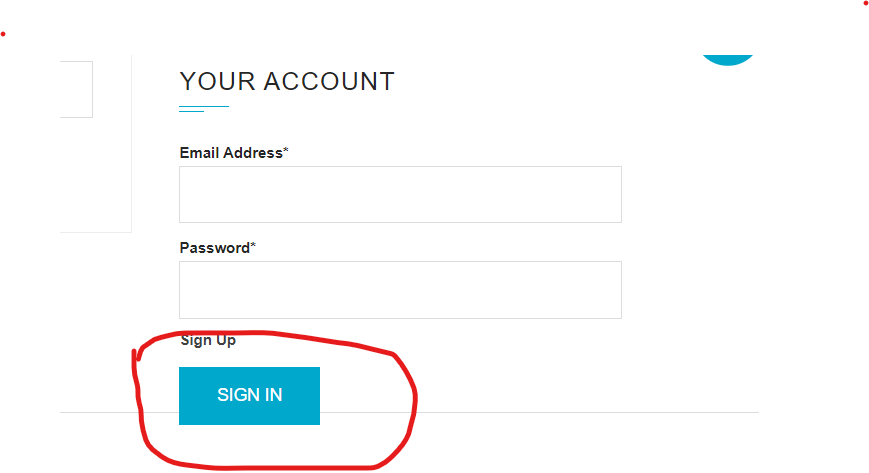 YOUR ACCOUNT
Email Address*
Password*
Sign Up
SIGN IN